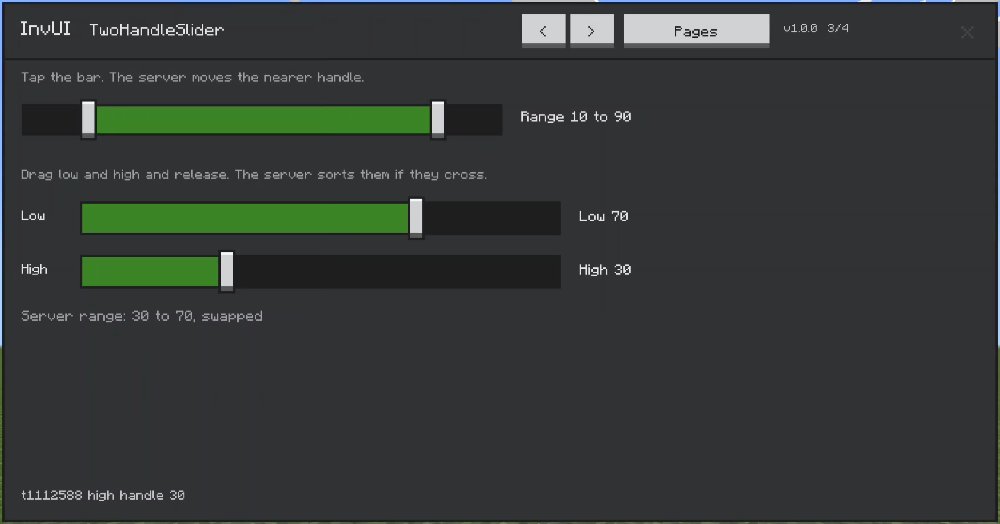 InvUI TwoHandleSlider < > Pages v1.0.0 3/4 ×
Tap the bar. The server moves the nearer handle.
Range 10 to 90
Drag low and high and release. The server sorts them if they cross.
Low Low 70
High High 30
Server range: 30 to 70, swapped
t1112588 high handle 30